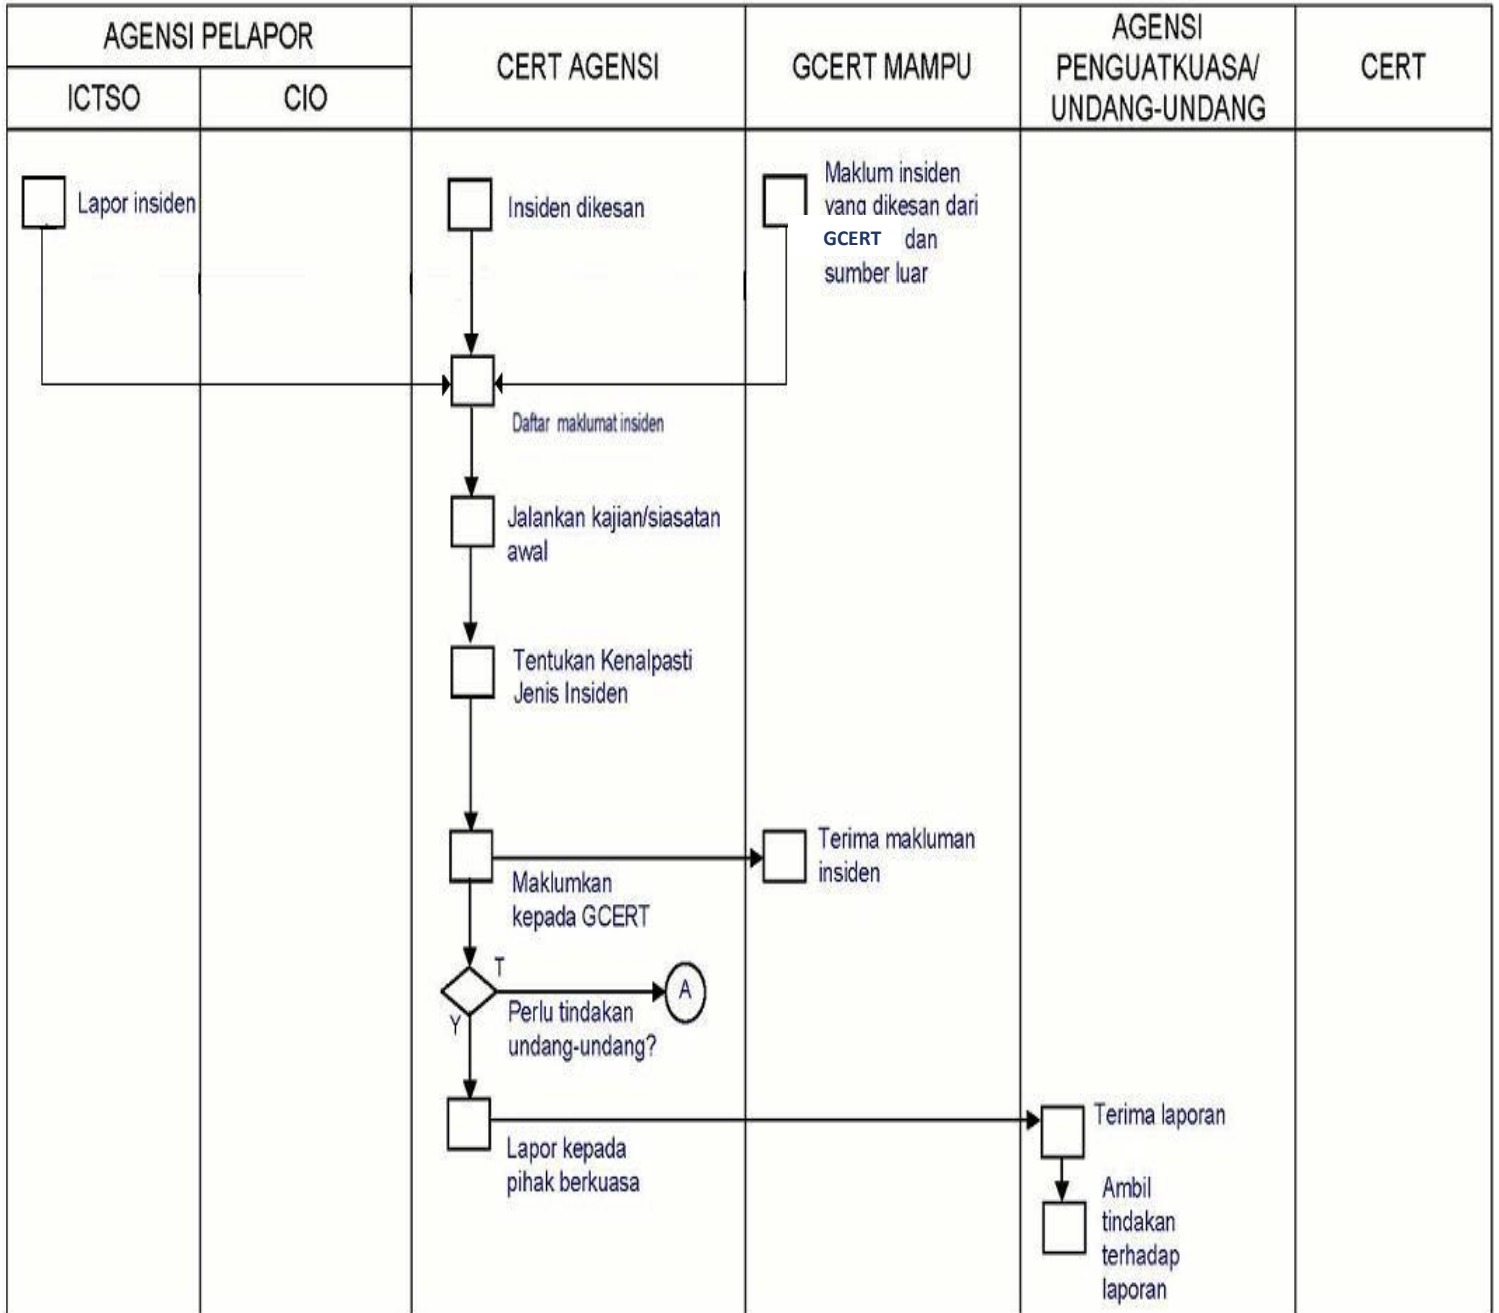 AGENSI PELAPOR
ICTSO
CIO
CERT AGENSI
GCERT MAMPU
AGENSI
PENGUATKUASA/
UNDANG-UNDANG
CERT
Lapor insiden
Insiden dikesan
Maklum insiden
yang dikesan dari
GCERT dan
sumber luar
Daftar maklumat insiden
Jalankan kajian/siasatan
awal
Tentukan Kenalpasti
Jenis Insiden
Maklumkan
kepada GCERT
Terima makluman
insiden
T
A
Y
Perlu tindakan
undang-undang?
Lapor kepada
pihak berkuasa
Terima laporan
Ambil
tindakan
terhadap
laporan